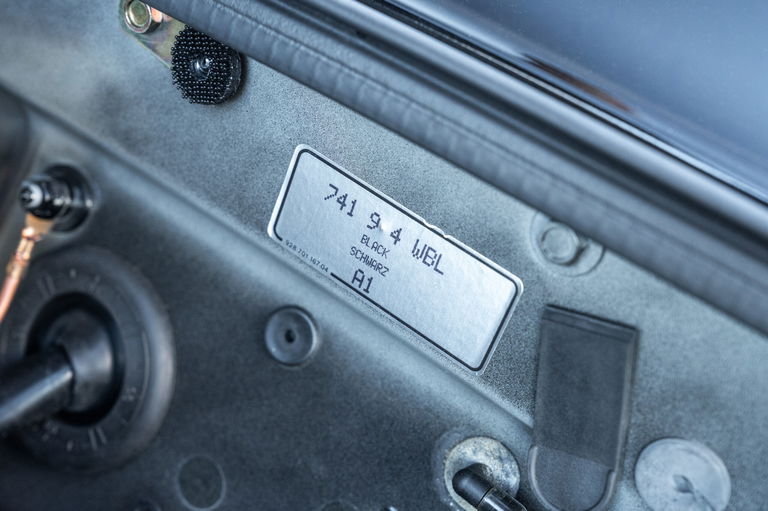 741 9 4 WBL
BLACK
SCHWARZ
928 701 167 04
A1